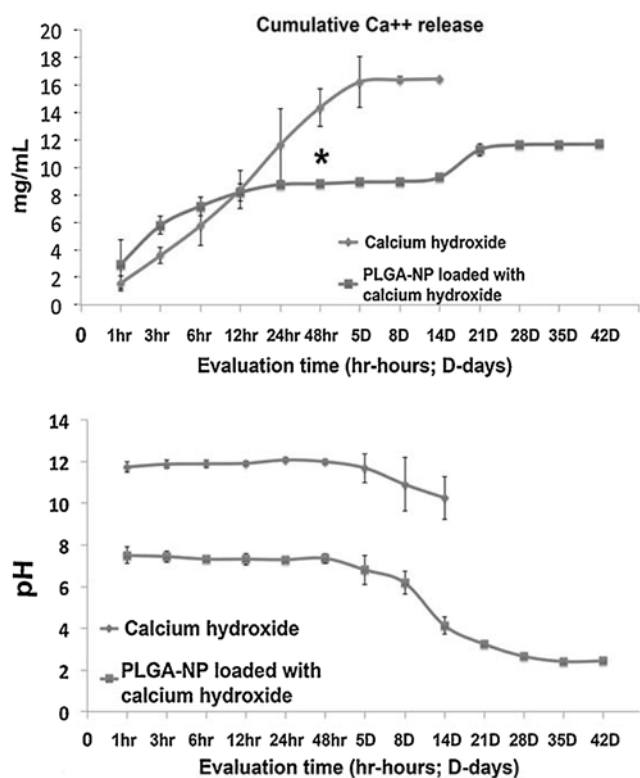 Cumulative Ca++ release
mg/mL
20
18
16
14
12
10
8
6
4
2
0
*
Calcium hydroxide
PLGA-NP loaded with
calcium hydroxide
0 1hr 3hr 6hr 12hr 24hr 48hr 5D 8D 14D 21D 28D 35D 42D
Evaluation time (hr-hours; D-days)
pH
14
12
10
8
6
4
2
0
Calcium hydroxide
PLGA-NP loaded with
calcium hydroxide
0 1hr 3hr 6hr 12hr 24hr 48hr 5D 8D 14D 21D 28D 35D 42D
Evaluation time (hr-hours; D-days)